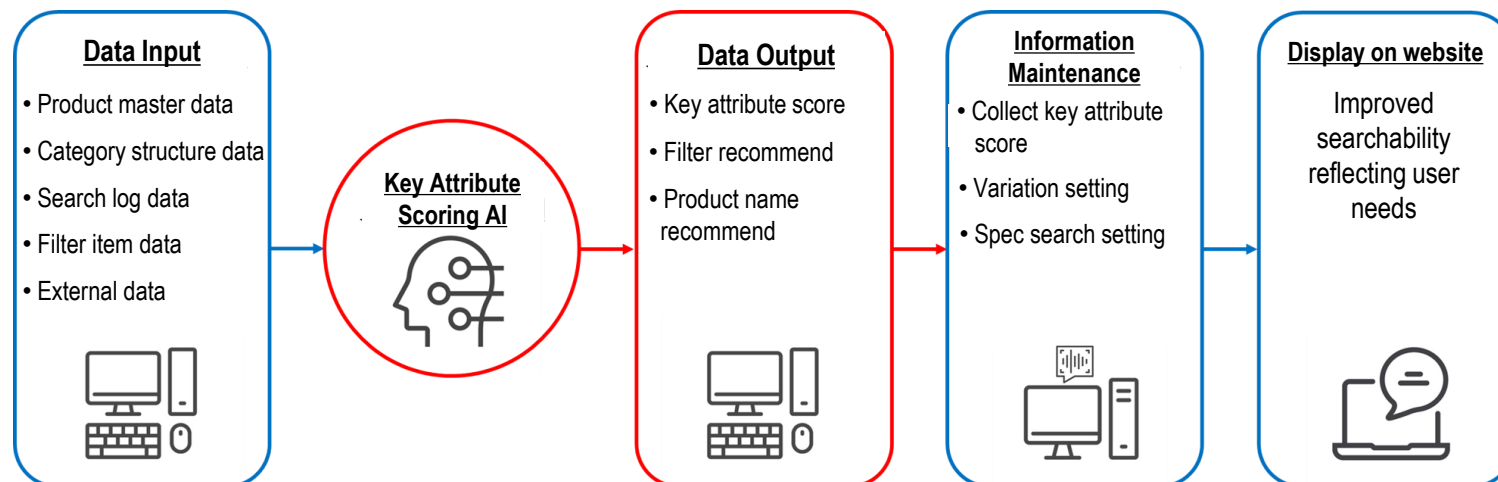 Data Input
• Product master data
• Category structure data
• Search log data
• Filter item data
• External data
Key Attribute
Scoring AI
Data Output
• Key attribute score
• Filter recommend
• Product name
recommend
Information
Maintenance
• Collect key attribute
score
• Variation setting
• Spec search setting
Display on website
Improved
searchability
reflecting user
needs